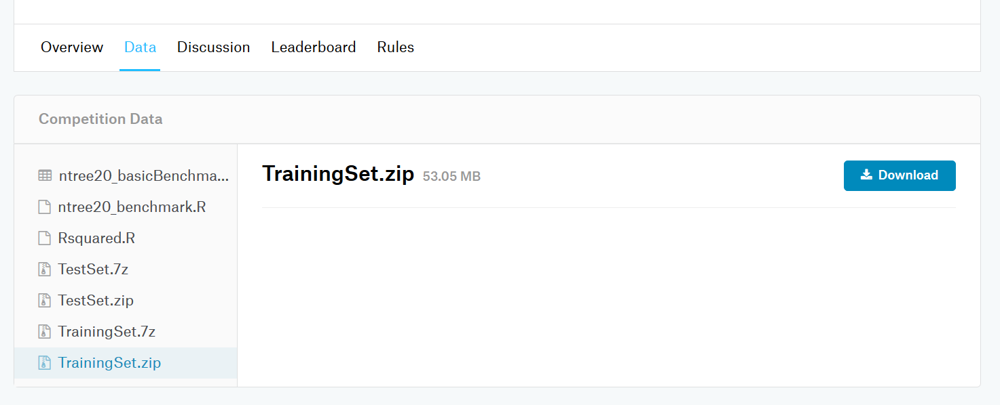 Overview Data Discussion Leaderboard Rules
Competition Data
ntree20_basicBenchma...
ntree20_benchmark.R
Rsquared.R
TestSet.7z
TestSet.zip
TrainingSet.7z
TrainingSet.zip
TrainingSet.zip 53.05 MB
Download